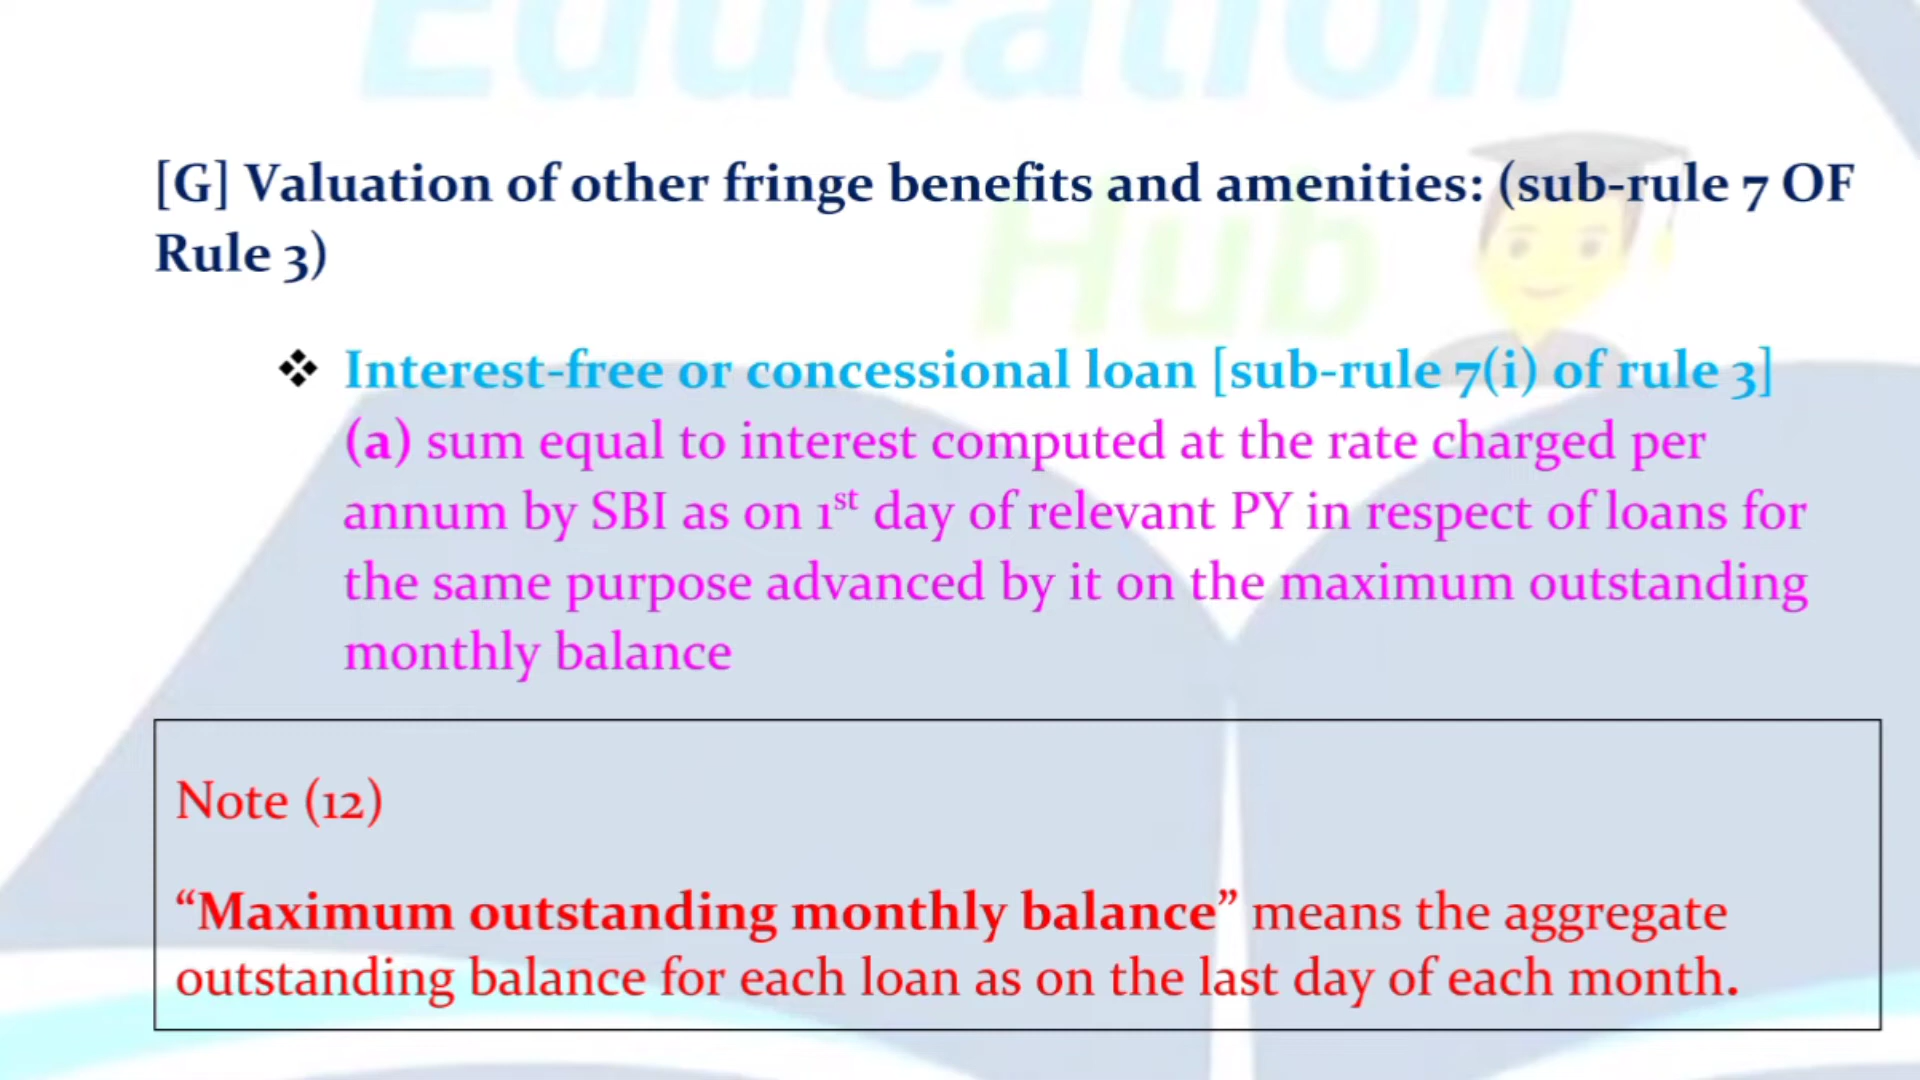 Education
Hub
[G] Valuation of other fringe benefits and amenities: (sub-rule 7 OF
Rule 3)
❖ Interest-free or concessional loan [sub-rule 7(i) of rule 3]
(a) sum equal to interest computed at the rate charged per
annum by SBI as on 1st day of relevant PY in respect of loans for
the same purpose advanced by it on the maximum outstanding
monthly balance
Note (12)
“Maximum outstanding monthly balance” means the aggregate
outstanding balance for each loan as on the last day of each month.